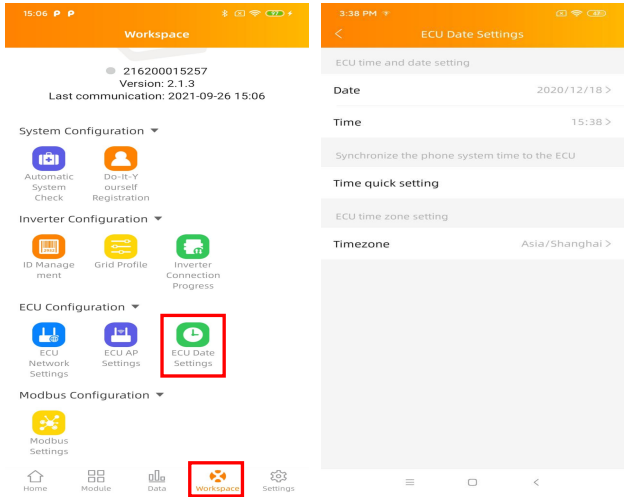 15:06
97
Workspace
216200015257
Version: 2.1.3
Last communication: 2021-09-26 15:06
System Configuration
Automatic
System
Check
Do-It-Y
ourself
Registration
Inverter Configuration
ID Manage
ment
Grid Profile
Inverter
Connection
Progress
ECU Configuration
ECU
Network
Settings
ECU AP
Settings
ECU Date
Settings
Modbus Configuration
Modbus
Settings
Home
Module
Data
Workspace
Settings
3:38 PM
ECU Date Settings
ECU time and date setting
Date 2020/12/18 >
Time 15:38 >
Synchronize the phone system time to the ECU
Time quick setting
ECU time zone setting
Timezone Asia/Shanghai >